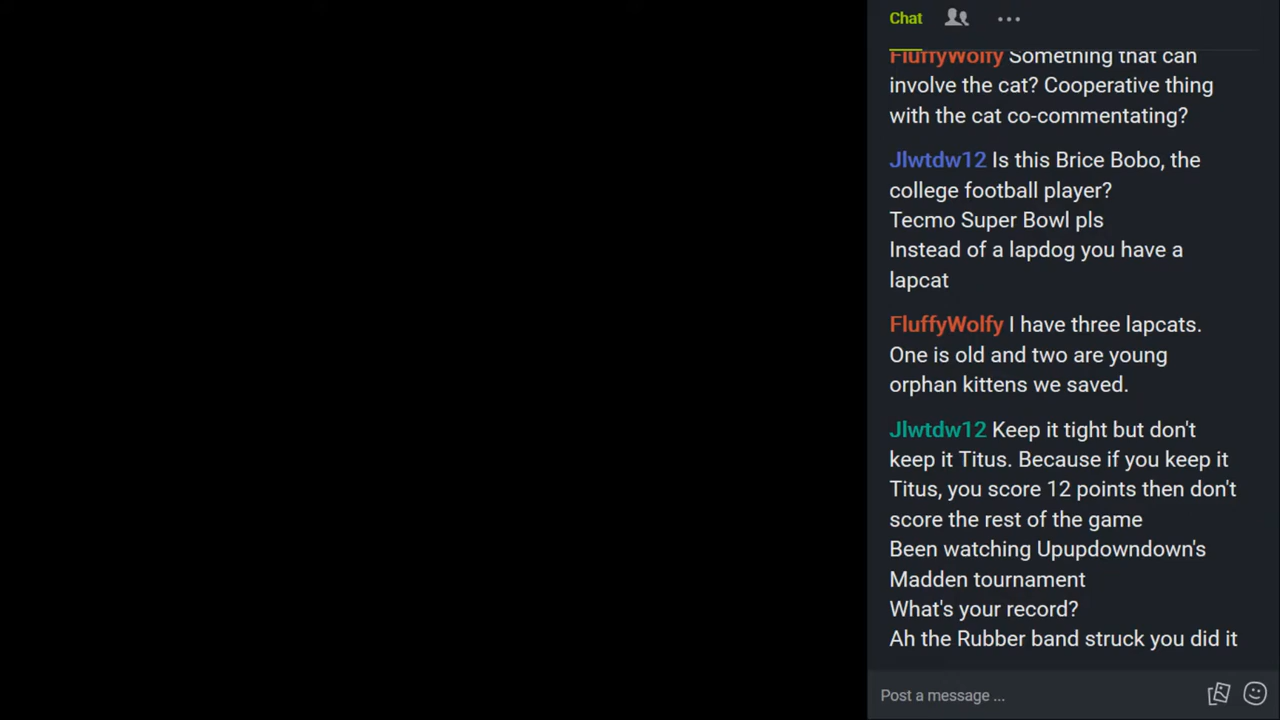 Chat
FluffyWolfy Something that can
involve the cat? Cooperative thing
with the cat co-commentating?
Jlwtdw12 Is this Brice Bobo, the
college football player?
Tecmo Super Bowl pls
Instead of a lapdog you have a
lapcat
FluffyWolfy I have three lapcats.
One is old and two are young
orphan kittens we saved.
Jlwtdw12 Keep it tight but don't
keep it Titus. Because if you keep it
Titus, you score 12 points then don't
score the rest of the game
Been watching Upupdowndown's
Madden tournament
What's your record?
Ah the Rubber band struck you did it
Post a message ...